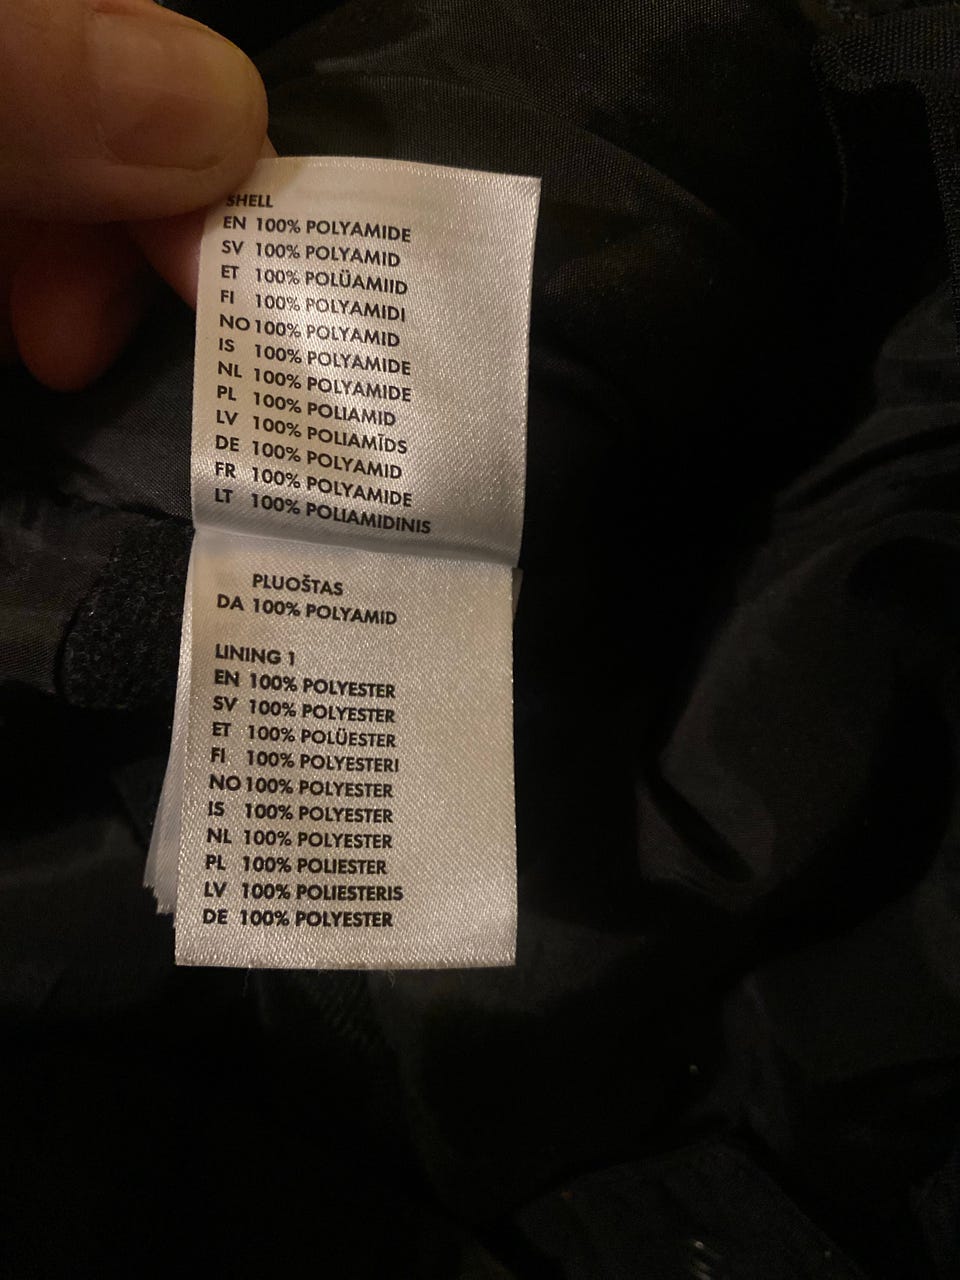 SHELL
EN 100% POLYAMIDE
SV 100% POLYAMID
ET 100% POLÜAMIID
FI 100% POLYAMIDI
NO 100% POLYAMID
IS 100% POLYAMIDE
NL 100% POLYAMIDE
PL 100% POLIAMID
LV 100% POLIAMĪDS
DE 100% POLYAMID
FR 100% POLYAMIDE
LT 100% POLIAMIDINIS
PLUOŠTAS
DA 100% POLYAMID
LINING 1
EN 100% POLYESTER
SV 100% POLYESTER
ET 100% POLÜESTER
FI 100% POLYESTERI
NO 100% POLYESTER
IS 100% POLYESTER
NL 100% POLYESTER
PL 100% POLIESTER
LV 100% POLIESTERIS
DE 100% POLYESTER